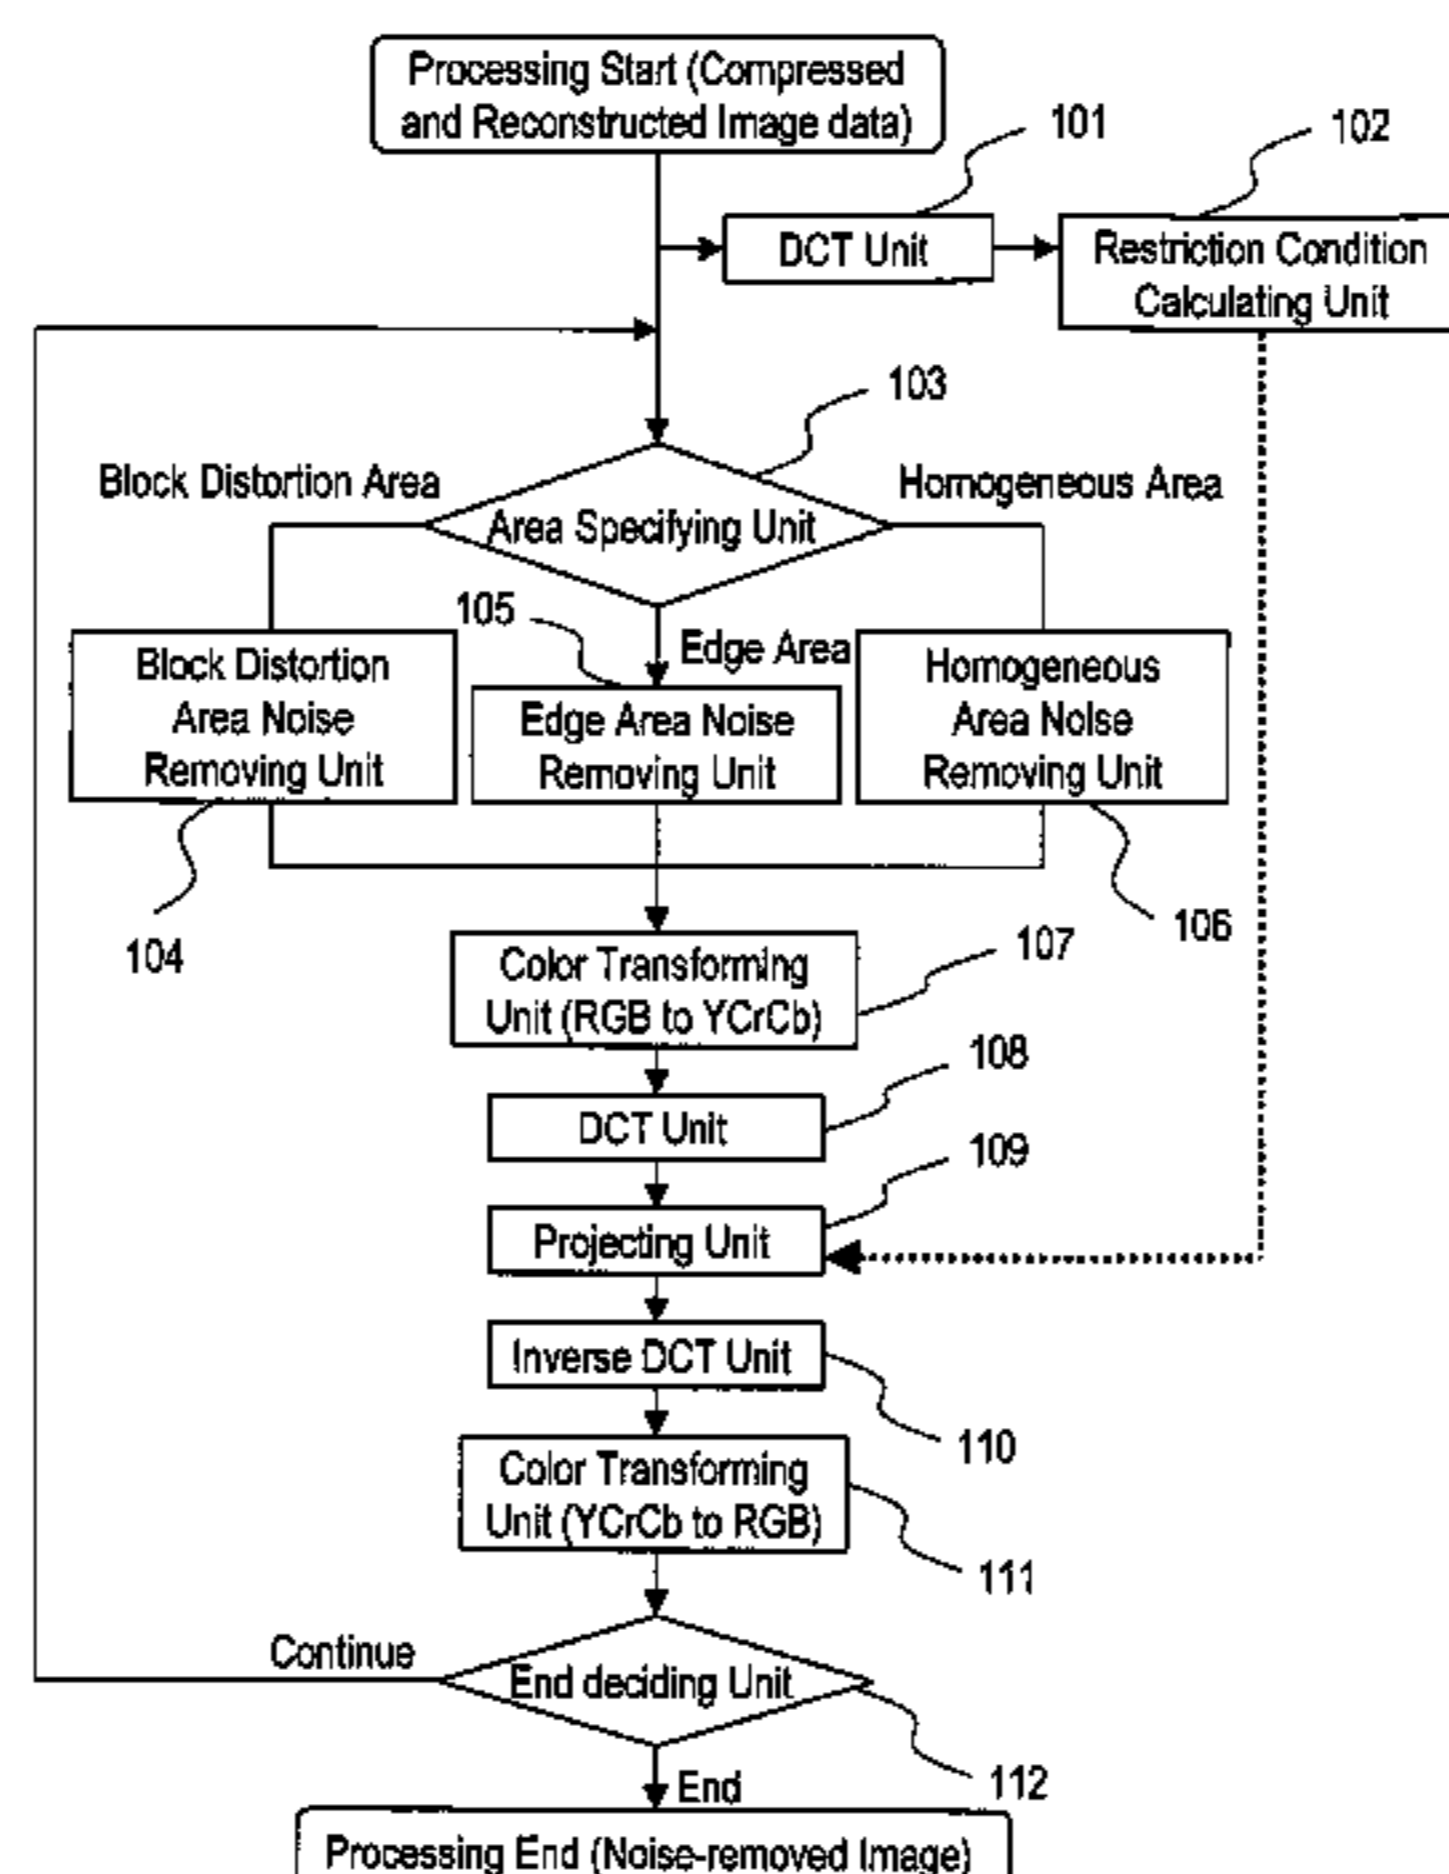 Processing Start (Compressed
and Reconstructed Image data)
101
102
DCT Unit
Restriction Condition
Calculating Unit
103
Block Distortion Area
Homogeneous Area
Area Specifying Unit
105
Edge Area
Block Distortion
Area Noise
Removing Unit
Edge Area Noise
Removing Unit
Homogeneous
Area Noise
Removing Unit
104
106
107
Color Transforming
Unit (RGB to YCrCb)
108
DCT Unit
109
Projecting Unit
Inverse DCT Unit
110
Color Transforming
Unit (YCrCb to RGB)
111
Continue
End deciding Unit
112
End
Processing End (Noise-removed Image)